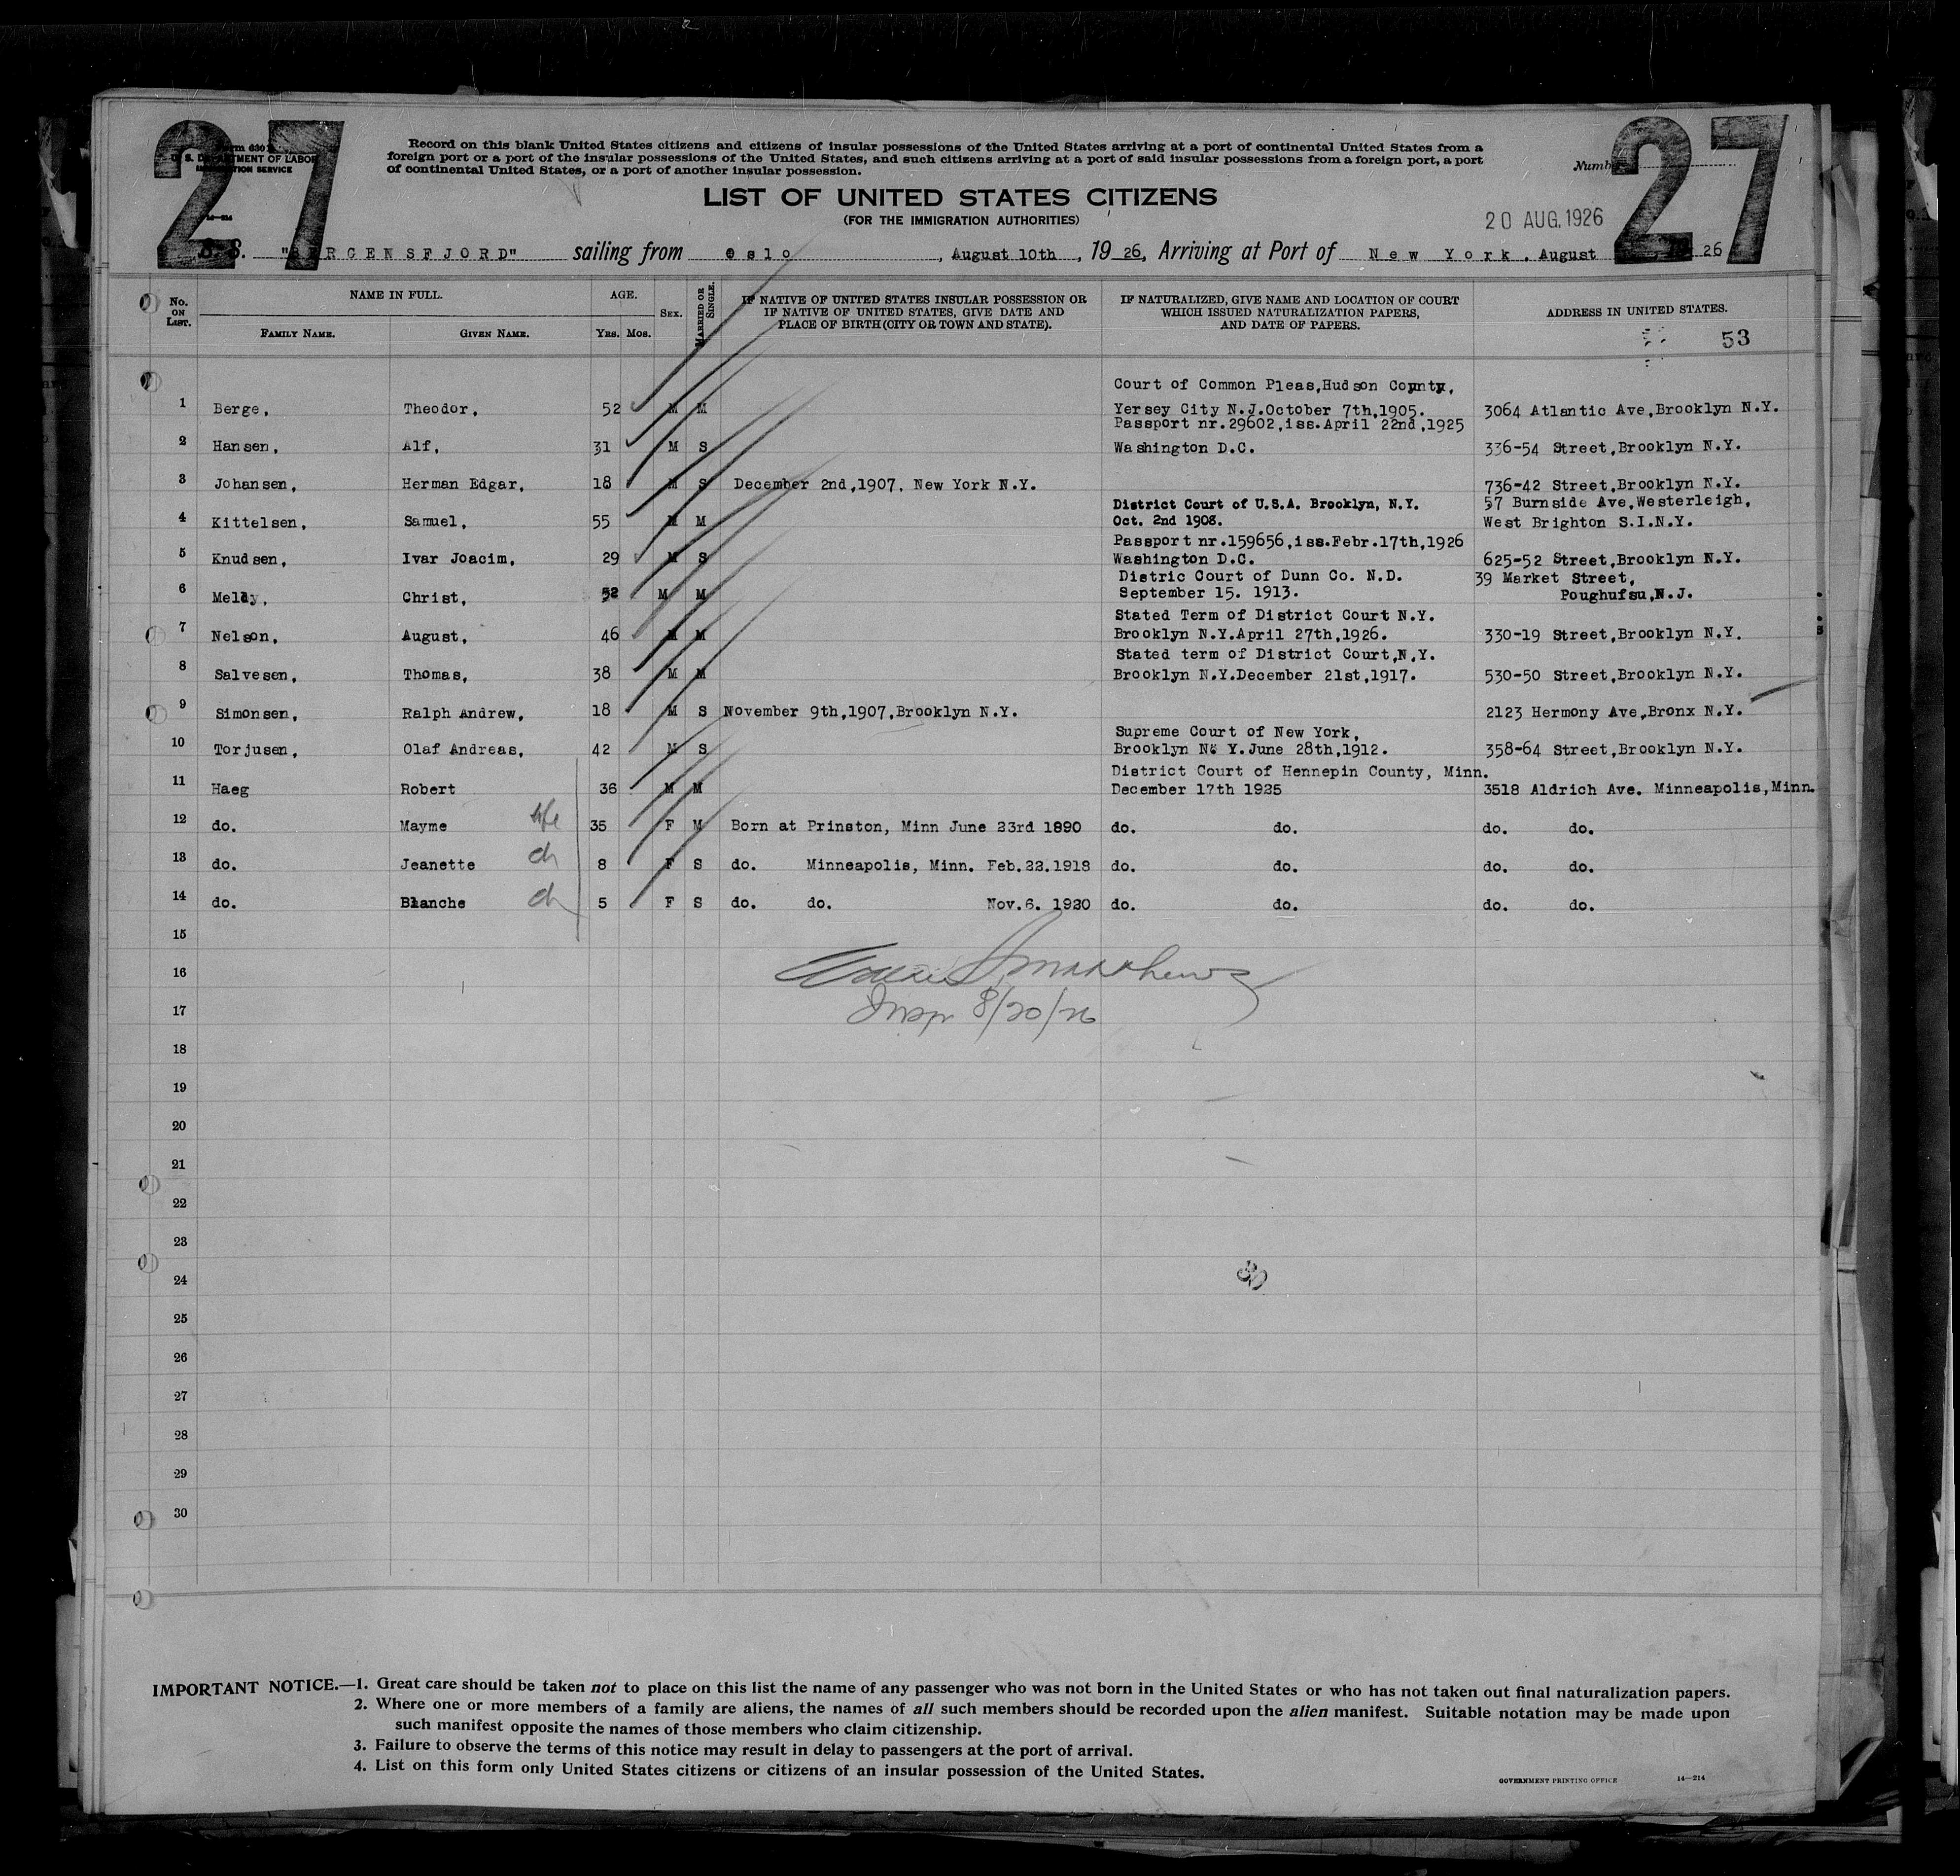 27
27
Form 630
U. S. DEPARTMENT OF LABOR
IMMIGRATION SERVICE
14—214
Record on this blank United States citizens and citizens of insular possessions of the United States arriving at a port of continental United States from a
foreign port or a port of the insular possessions of the United States, and such citizens arriving at a port of said insular possessions from a foreign port, a port
of continental United States, or a port of another insular possession.
LIST OF UNITED STATES CITIZENS
(FOR THE IMMIGRATION AUTHORITIES)
20 AUG. 1926
S. S. "BERGENSFJORD" sailing from Oslo, August 10th, 19 26, Arriving at Port of New York. August 26
No. ON LIST. NAME IN FULL. AGE. SEX. MARRIED OR SINGLE. IF NATIVE OF UNITED STATES INSULAR POSSESSION OR IF NATIVE OF UNITED STATES, GIVE DATE AND PLACE OF BIRTH (CITY OR TOWN AND STATE). IF NATURALIZED, GIVE NAME AND LOCATION OF COURT WHICH ISSUED NATURALIZATION PAPERS, AND DATE OF PAPERS. ADDRESS IN UNITED STATES.
FAMILY NAME. GIVEN NAME. YRS. MOS.
53
Court of Common Pleas,Hudson County,
1 Berge, Theodor, 52 M M Yersey City N.J.October 7th,1905. 3064 Atlantic Ave,Brooklyn N.Y.
Passport nr.29602,iss.April 22nd,1925
2 Hansen, Alf, 31 M S Washington D.C. 336-54 Street,Brooklyn N.Y.
3 Johansen, Herman Edgar, 18 M S December 2nd,1907, New York N.Y. 736-42 Street,Brooklyn N.Y.
District Court of U.S.A. Brooklyn, N.Y. 57 Burnside Ave,Westerleigh,
4 Kittelsen, Samuel, 55 M M Oct. 2nd 1908. West Brighton S.I.N.Y.
Passport nr.159656,iss.Febr.17th,1926
5 Knudsen, Ivar Joacim, 29 M S Washington D.C. 625-52 Street,Brooklyn N.Y.
Distric Court of Dunn Co. N.D. 39 Market Street,
6 Christ, 52 M M September 15. 1913. Poughufsu,N.J.
Stated Term of District Court N.Y.
7 Nelson, August, 46 M M Brooklyn N.Y.April 27th,1926. 330-19 Street,Brooklyn N.Y.
Stated term of District Court,N.Y.
8 Salvesen, Thomas, 38 M M Brooklyn N.Y.December 21st,1917. 530-50 Street,Brooklyn N.Y.
9 Simonsen, Ralph Andrew, 18 M S November 9th,1907,Brooklyn N.Y. 2123 Hermony Ave,Bronx N.Y.
Supreme Court of New York,
10 Torjusen, Olaf Andreas, 42 M S Brooklyn N. Y.June 28th,1912. 358-64 Street,Brooklyn N.Y.
District Court of Hennepin County, Minn.
11 Haeg Robert 36 M M December 17th 1925 3518 Aldrich Ave. Minneapolis,Minn.
12 do. Mayme wife 35 F M Born at Prinston, Minn June 23rd 1890 do. do. do. do.
13 do. Jeanette ch 8 F S do. Minneapolis, Minn. Feb.22.1918 do. do. do. do.
14 do. Blanche ch 5 F S do. do. Nov.6. 1920 do. do. do. do.
15
16 Matthews
17 Inspr 8/20/26
18
19
20
21
22
23
24
25
26
27
28
29
30
IMPORTANT NOTICE.—1. Great care should be taken not to place on this list the name of any passenger who was not born in the United States or who has not taken out final naturalization papers.
2. Where one or more members of a family are aliens, the names of all such members should be recorded upon the alien manifest. Suitable notation may be made upon
such manifest opposite the names of those members who claim citizenship.
3. Failure to observe the terms of this notice may result in delay to passengers at the port of arrival.
4. List on this form only United States citizens or citizens of an insular possession of the United States.
GOVERNMENT PRINTING OFFICE 14—214